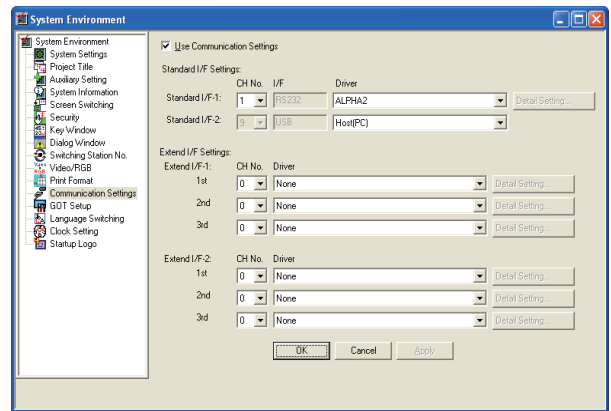 System Environment
System Environment
System Settings
Project Title
Auxiliary Setting
System Information
Screen Switching
Security
Key Window
Dialog Window
Switching Station No.
Video/RGB
Print Format
Communication Settings
GOT Setup
Language Switching
Clock Setting
Startup Logo
Use Communication Settings
Standard I/F Settings:
CH No. I/F Driver
Standard I/F-1: 1 RS232 ALPHA2 Detail Setting...
Standard I/F-2: 9 USB Host(PC)
Extend I/F Settings:
Extend I/F-1: CH No. Driver
1st 0 None Detail Setting...
2nd 0 None Detail Setting...
3rd 0 None Detail Setting...
Extend I/F-2: CH No. Driver
1st 0 None Detail Setting...
2nd 0 None Detail Setting...
3rd 0 None Detail Setting...
OK Cancel Apply